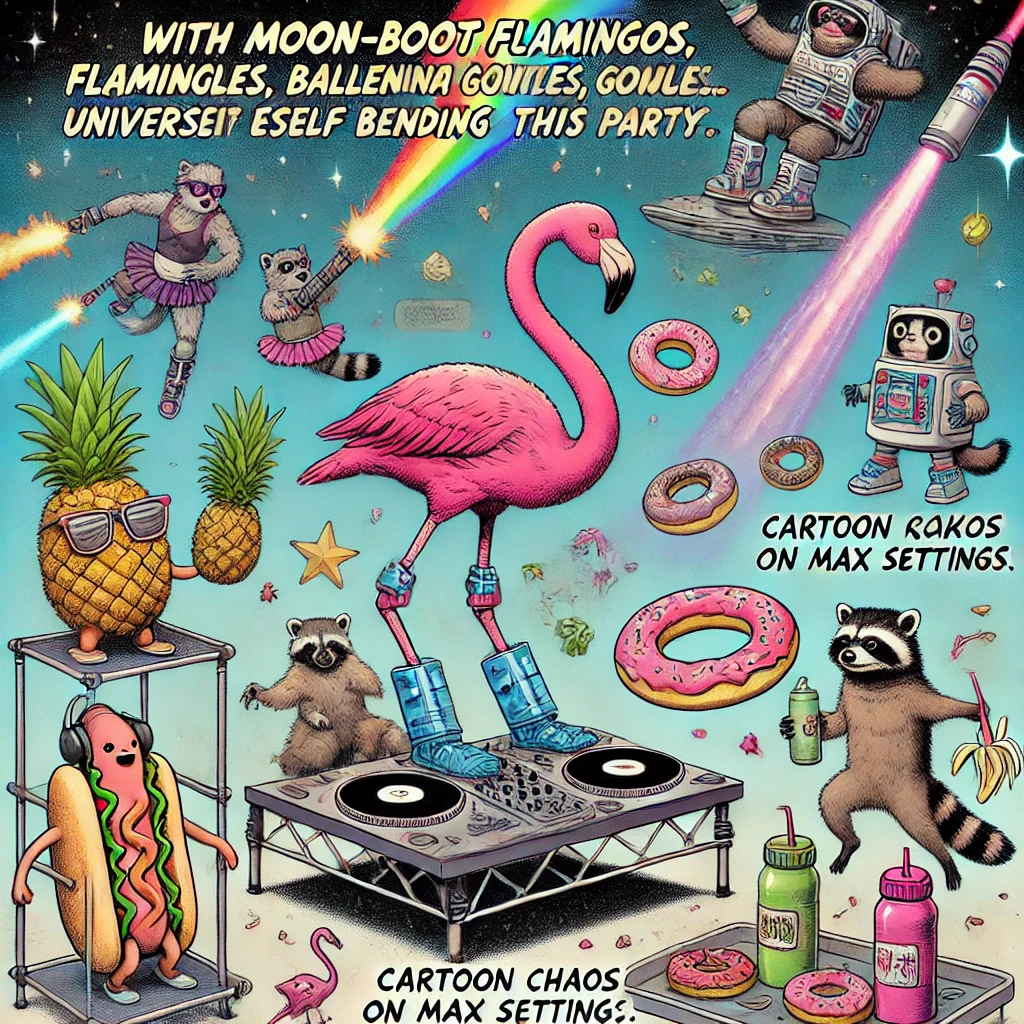 WITH MOON-BOOT FLAMINGOS,
FLAMINGLES, BALLENINA GOUILES, GOULES..
UNIVERSEIT ESELF BENDING THIS PARTY.
CARTOON RAKOS
ON MAX SETTINGS.
CARTOON CHAOS
ON MAX SETTINGS.